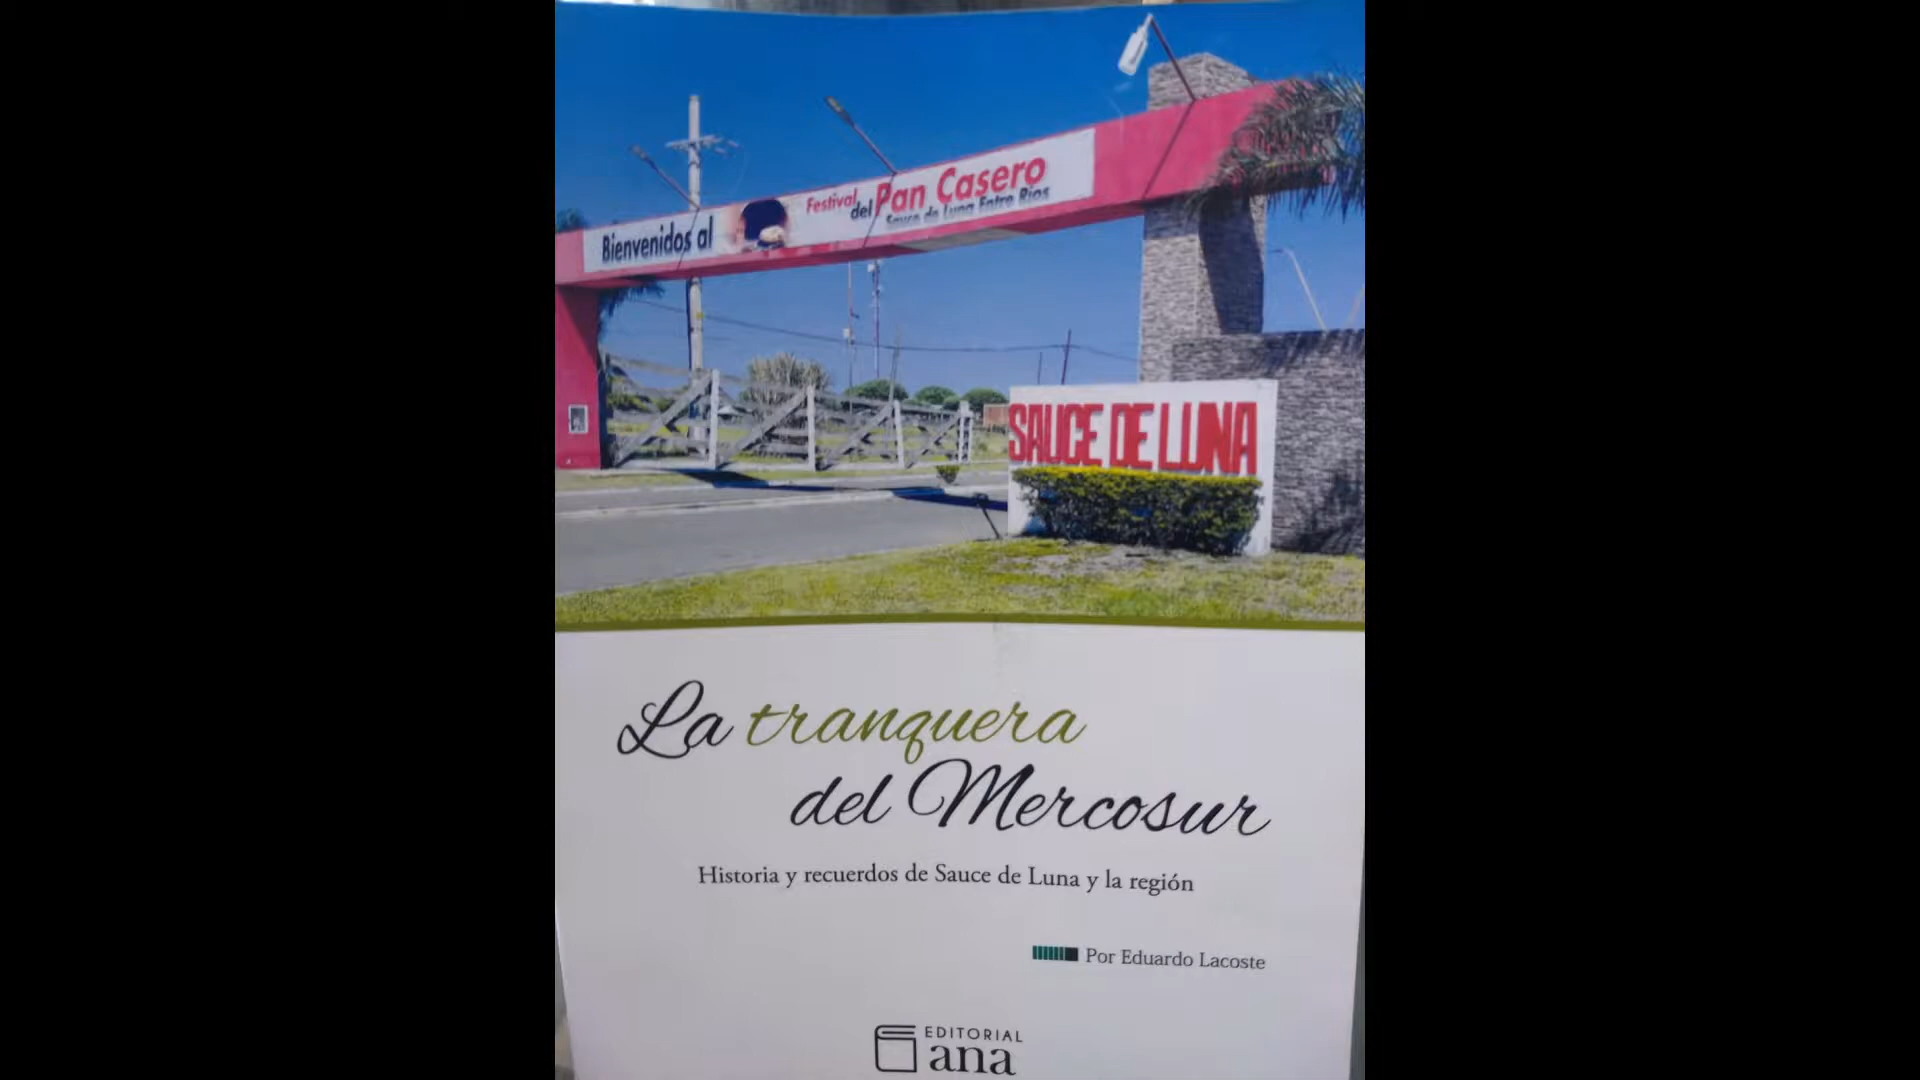 Bienvenidos al
Festival del Pan Casero
Sauce de Luna Entre Ríos
SAUCE DE LUNA
La tranquera
del Mercosur
Historia y recuerdos de Sauce de Luna y la región
Por Eduardo Lacoste
EDITORIAL
ana